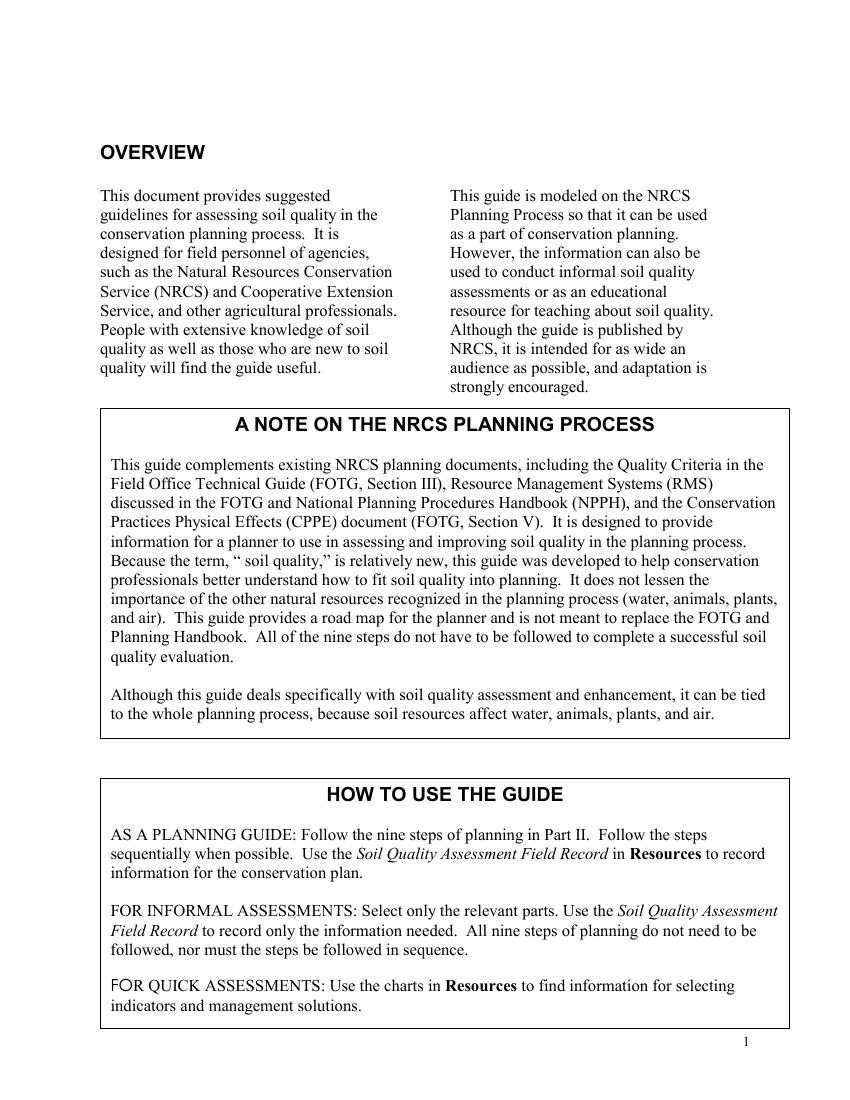 OVERVIEW
This document provides suggested
guidelines for assessing soil quality in the
conservation planning process.  It is
designed for field personnel of agencies,
such as the Natural Resources Conservation
Service (NRCS) and Cooperative Extension
Service, and other agricultural professionals.
People with extensive knowledge of soil
quality as well as those who are new to soil
quality will find the guide useful.
This guide is modeled on the NRCS
Planning Process so that it can be used
as a part of conservation planning.
However, the information can also be
used to conduct informal soil quality
assessments or as an educational
resource for teaching about soil quality.
Although the guide is published by
NRCS, it is intended for as wide an
audience as possible, and adaptation is
strongly encouraged.
A NOTE ON THE NRCS PLANNING PROCESS
This guide complements existing NRCS planning documents, including the Quality Criteria in the
Field Office Technical Guide (FOTG, Section III), Resource Management Systems (RMS)
discussed in the FOTG and National Planning Procedures Handbook (NPPH), and the Conservation
Practices Physical Effects (CPPE) document (FOTG, Section V).  It is designed to provide
information for a planner to use in assessing and improving soil quality in the planning process.
Because the term, “ soil quality,” is relatively new, this guide was developed to help conservation
professionals better understand how to fit soil quality into planning.  It does not lessen the
importance of the other natural resources recognized in the planning process (water, animals, plants,
and air).  This guide provides a road map for the planner and is not meant to replace the FOTG and
Planning Handbook.  All of the nine steps do not have to be followed to complete a successful soil
quality evaluation.
Although this guide deals specifically with soil quality assessment and enhancement, it can be tied
to the whole planning process, because soil resources affect water, animals, plants, and air.
HOW TO USE THE GUIDE
AS A PLANNING GUIDE: Follow the nine steps of planning in Part II.  Follow the steps
sequentially when possible.  Use the Soil Quality Assessment Field Record in Resources to record
information for the conservation plan.
FOR INFORMAL ASSESSMENTS: Select only the relevant parts. Use the Soil Quality Assessment
Field Record to record only the information needed.  All nine steps of planning do not need to be
followed, nor must the steps be followed in sequence.
FOR QUICK ASSESSMENTS: Use the charts in Resources to find information for selecting
indicators and management solutions.
1